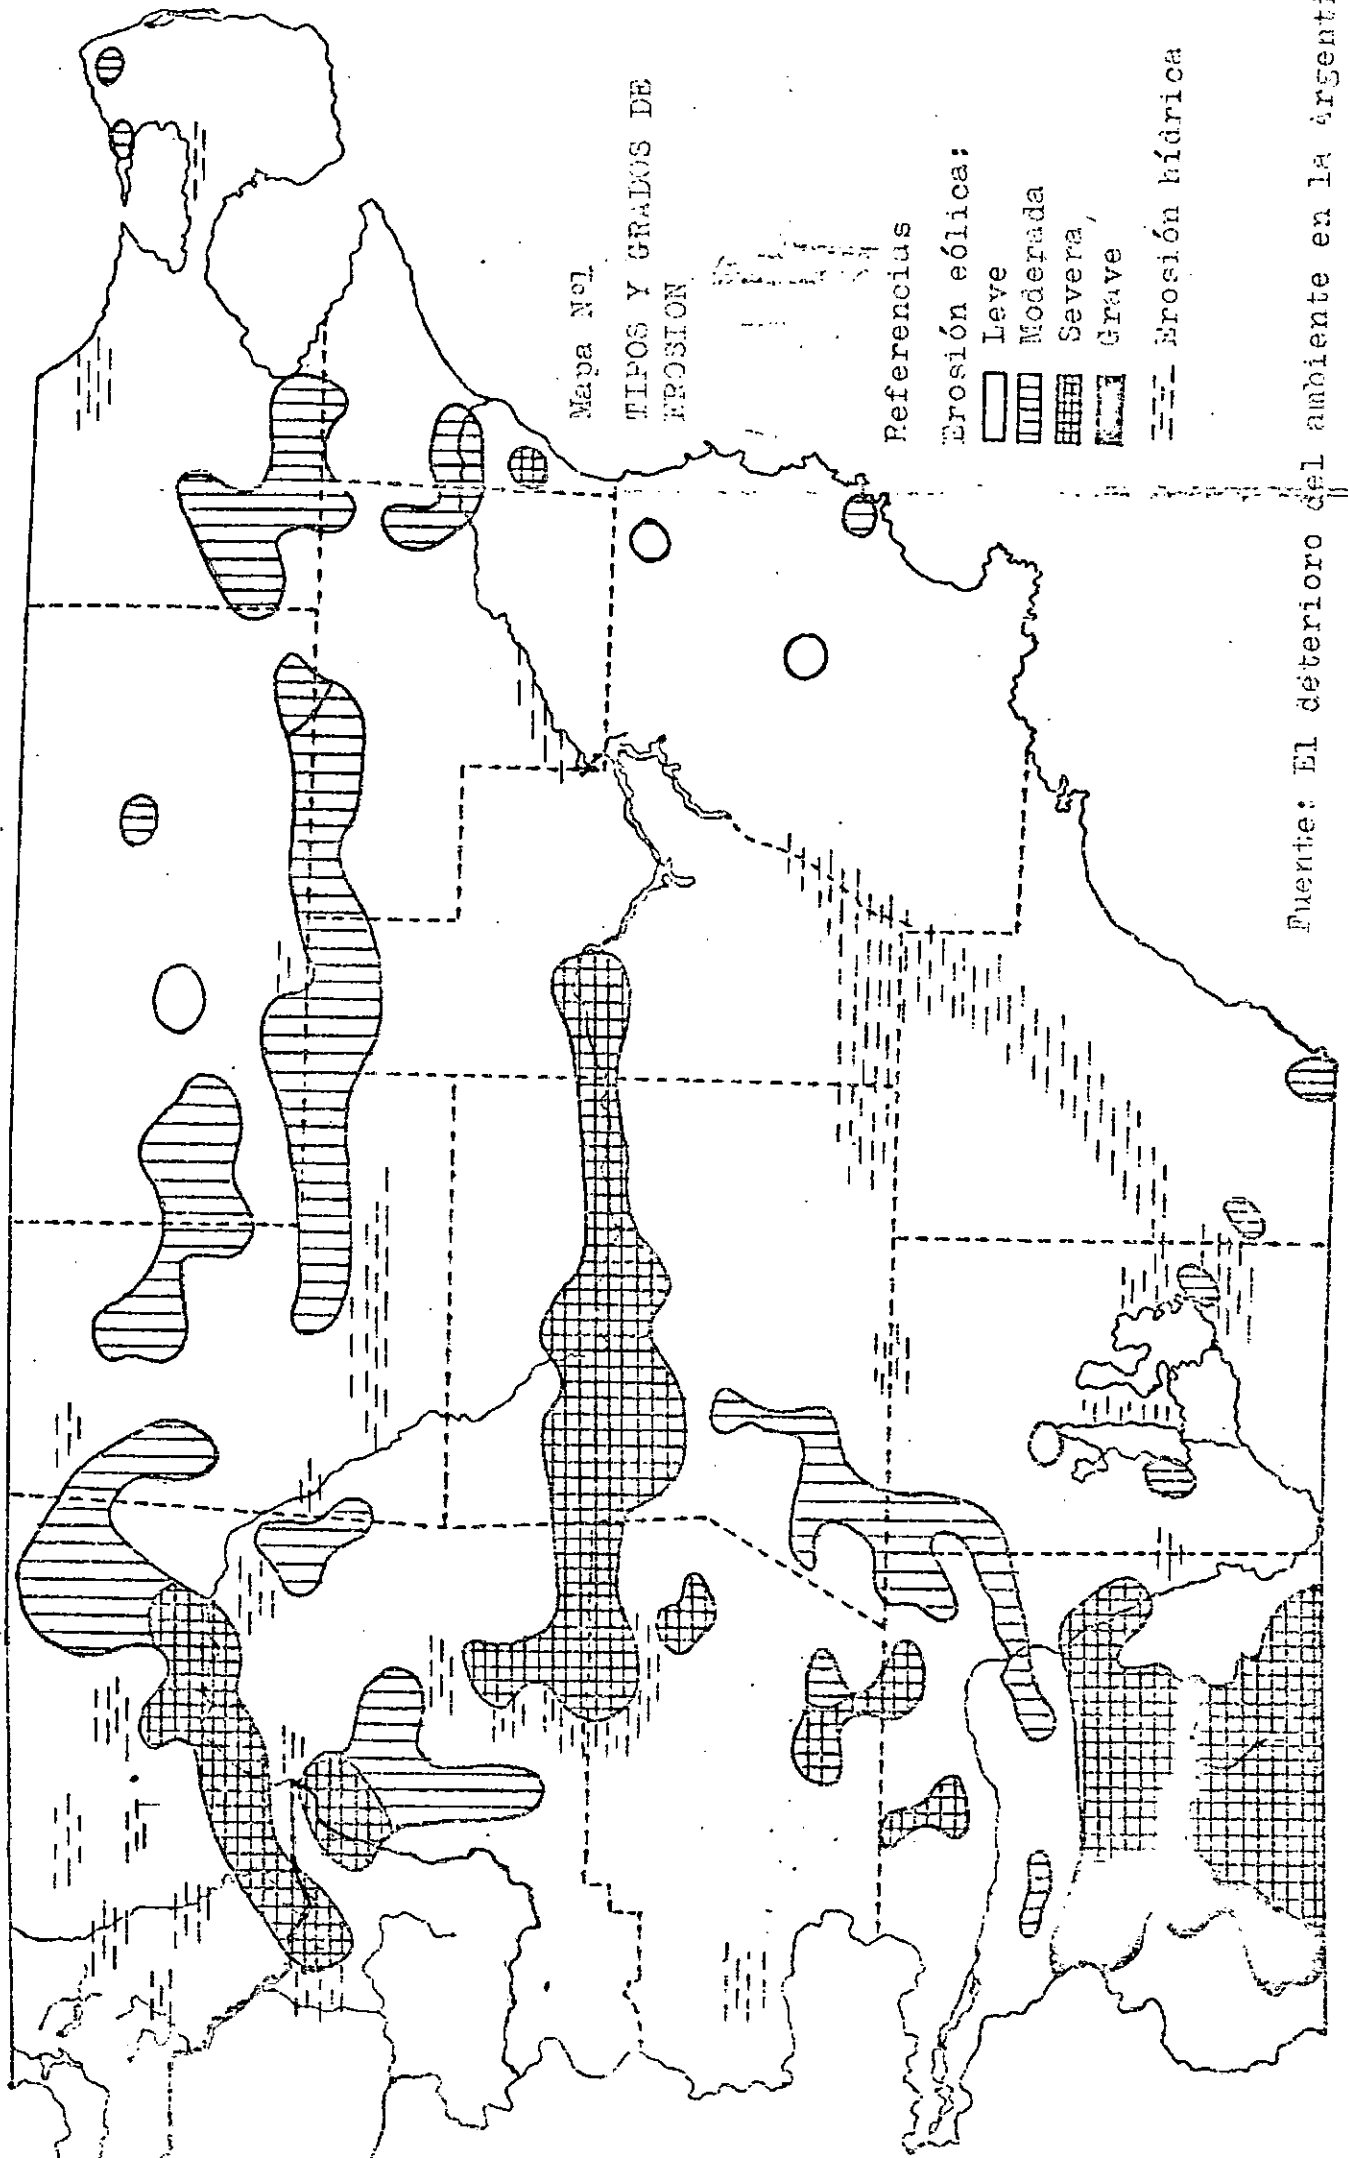 Mapa Nº1
TIPOS Y GRADOS DE
EROSION
Referencias
Erosión eólica:
Leve
Moderada
Severa
Grave
Erosión hídrica
Fuente: El deterioro del ambiente en la Argenti